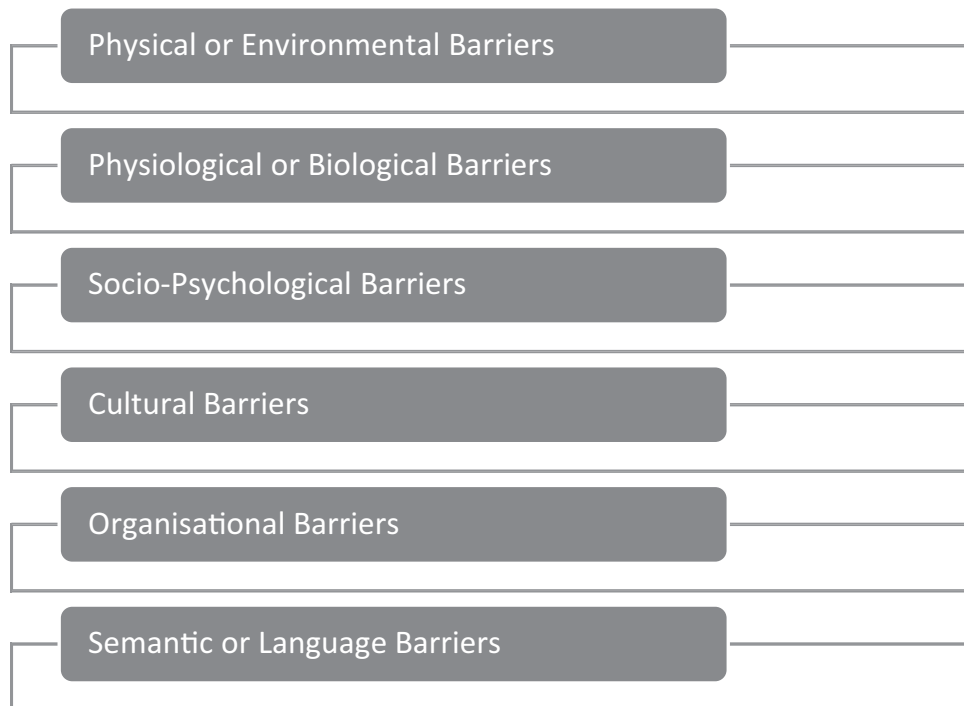 Physical or Environmental Barriers
Physiological or Biological Barriers
Socio-Psychological Barriers
Cultural Barriers
Organisational Barriers
Semantic or Language Barriers